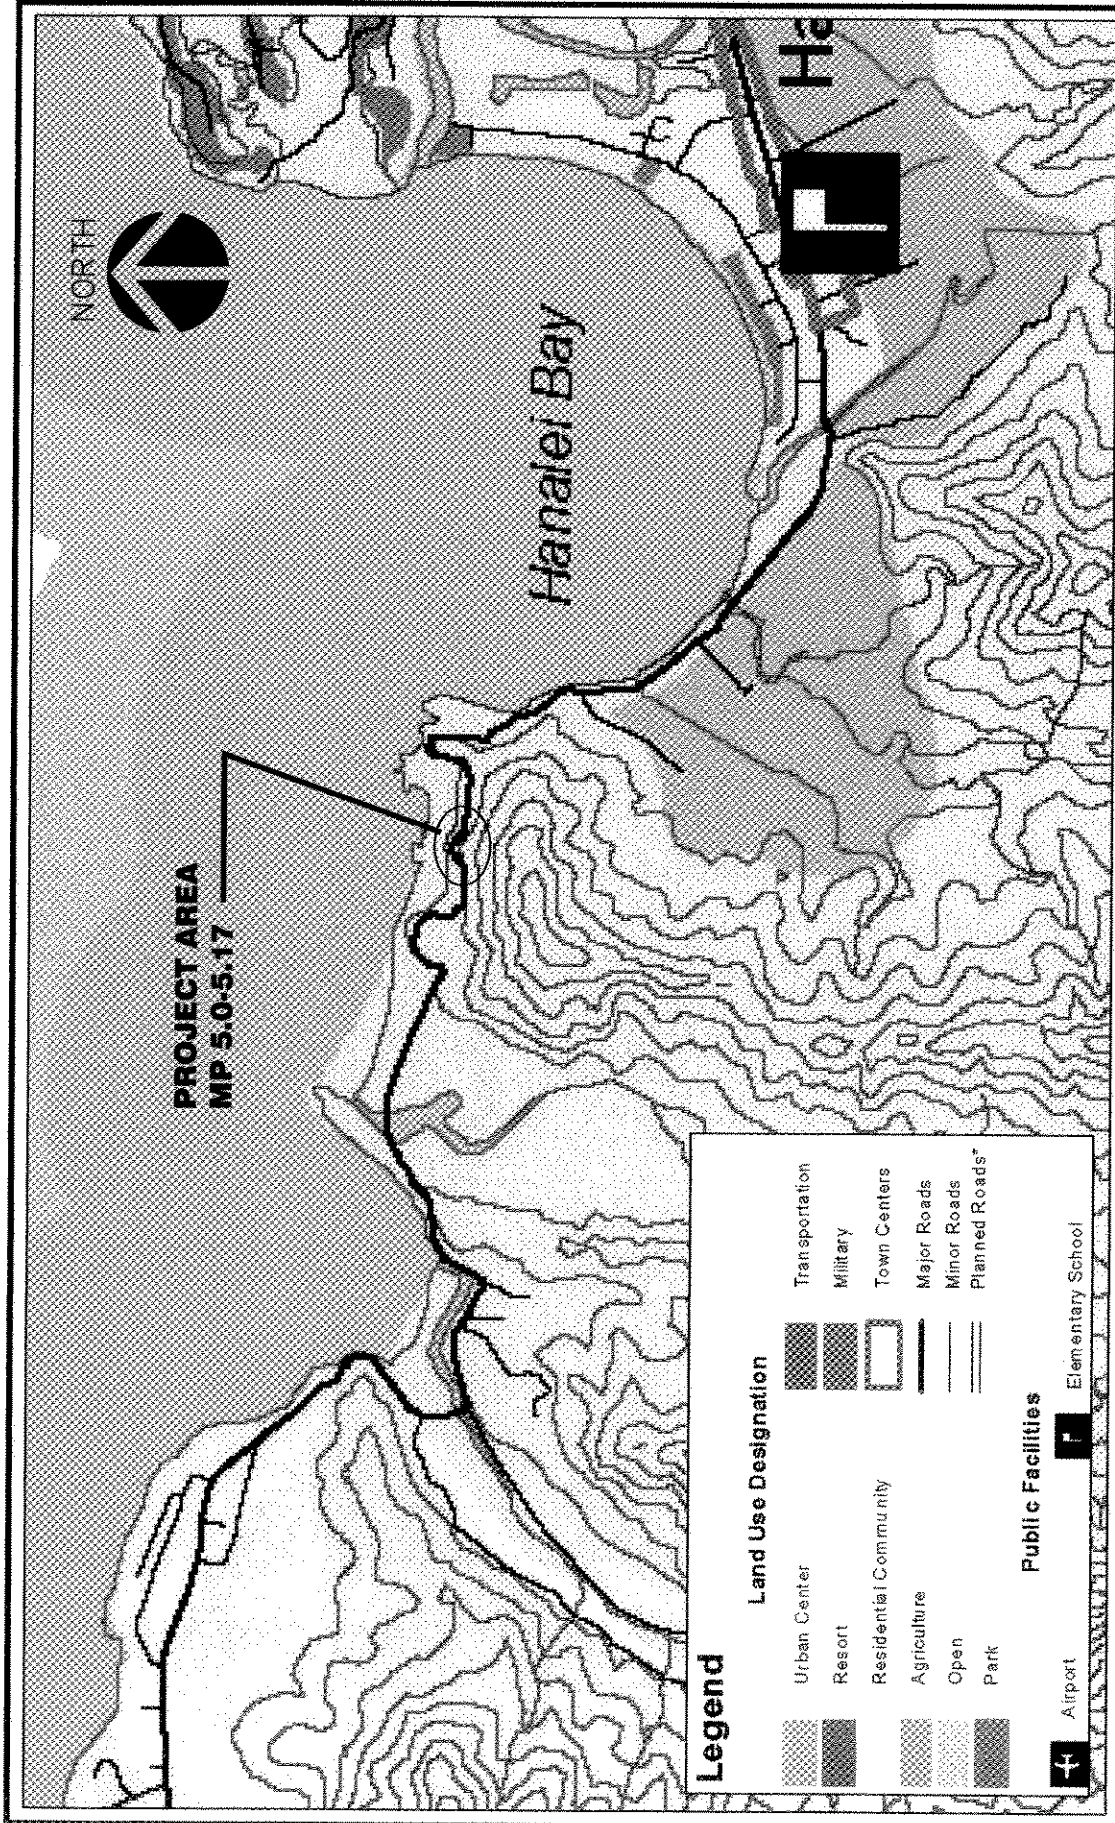 PROJECT AREA
MP 5.0-5.17
NORTH
Hanalei Bay
Ha
Legend
Land Use Designation
Urban Center
Resort
Residential Community
Agriculture
Open
Park
Transportation
Military
Town Centers
Major Roads
Minor Roads
Planned Roads*
Public Facilities
Airport
Elementary School